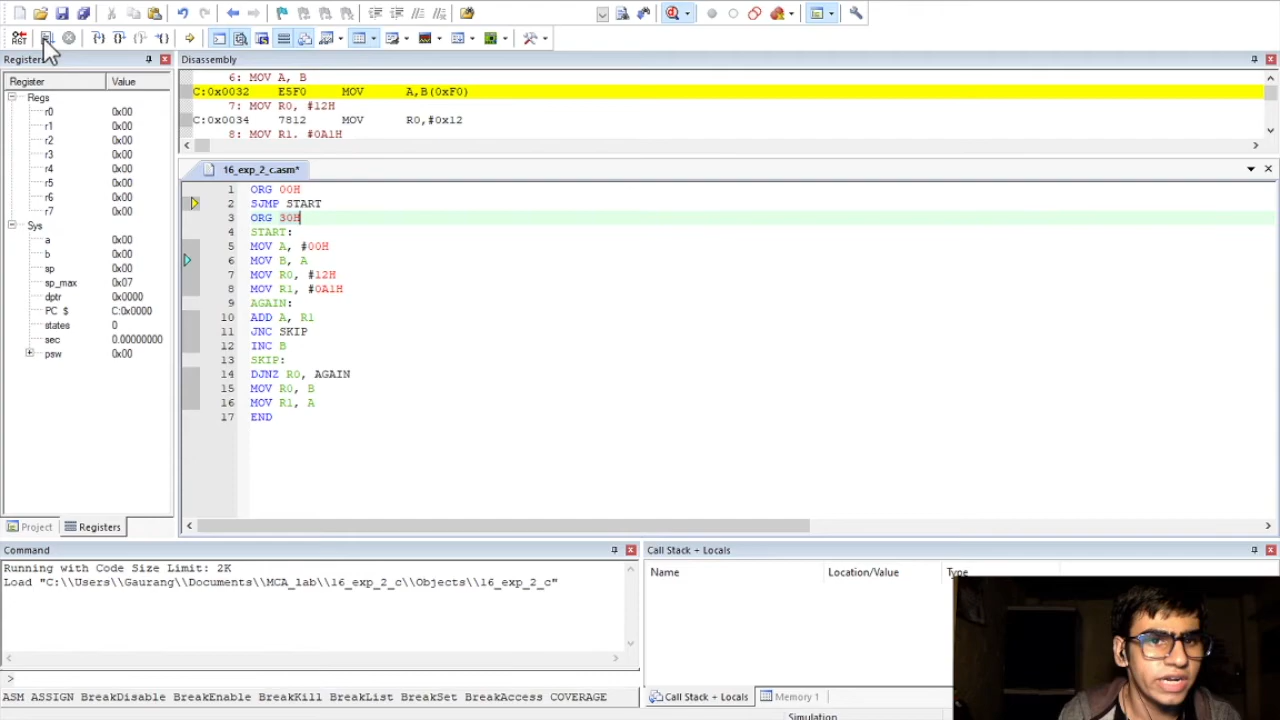 RST
Registers
Register Value
Regs
r0 0x00
r1 0x00
r2 0x00
r3 0x00
r4 0x00
r5 0x00
r6 0x00
r7 0x00
Sys
a 0x00
b 0x00
sp 0x00
sp_max 0x07
dptr 0x0000
PC $ C:0x0000
states 0
sec 0.00000000
psw 0x00
Project Registers
Disassembly
6: MOV A, B
C:0x0032 E5F0 MOV A,B(0xF0)
7: MOV R0, #12H
C:0x0034 7812 MOV R0,#0x12
8: MOV R1, #0A1H
16_exp_2_c.asm*
1 ORG 00H
2 SJMP START
3 ORG 30H
4 START:
5 MOV A, #00H
6 MOV B, A
7 MOV R0, #12H
8 MOV R1, #0A1H
9 AGAIN:
10 ADD A, R1
11 JNC SKIP
12 INC B
13 SKIP:
14 DJNZ R0, AGAIN
15 MOV R0, B
16 MOV R1, A
17 END
Command
Running with Code Size Limit: 2K
Load "C:\\Users\\Gaurang\\Documents\\MCA_lab\\16_exp_2_c\\Objects\\16_exp_2_c"
>
ASM ASSIGN BreakDisable BreakEnable BreakKill BreakList BreakSet BreakAccess COVERAGE
Call Stack + Locals
Name Location/Value Type
Call Stack + Locals Memory 1
Simulation